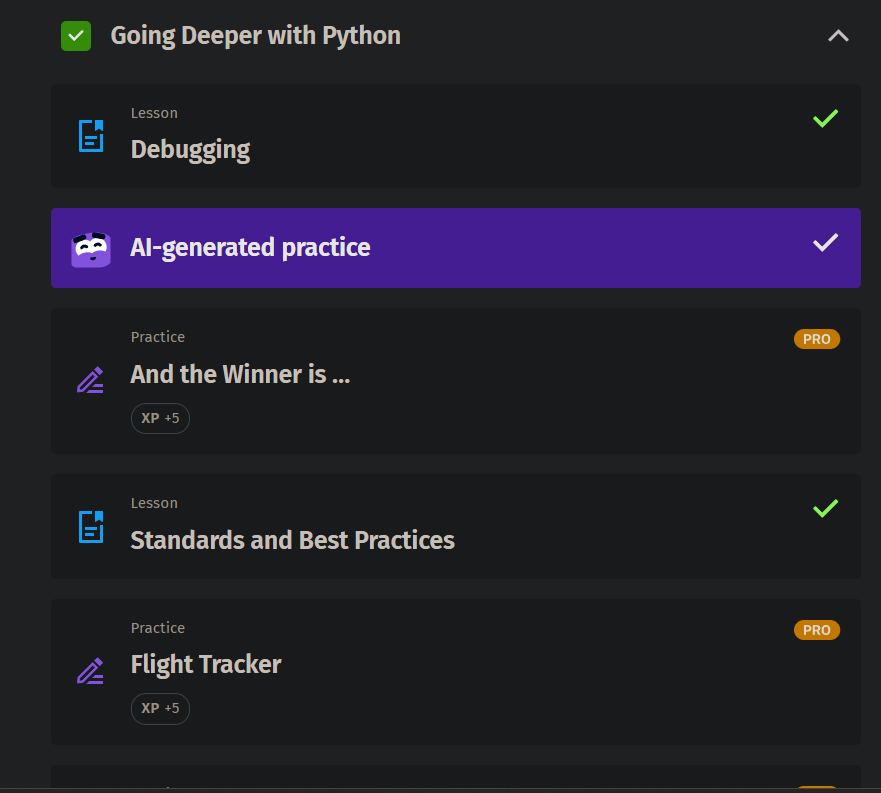 Going Deeper with Python
Lesson
Debugging
AI-generated practice
Practice
PRO
And the Winner is ...
XP +5
Lesson
Standards and Best Practices
Practice
PRO
Flight Tracker
XP +5